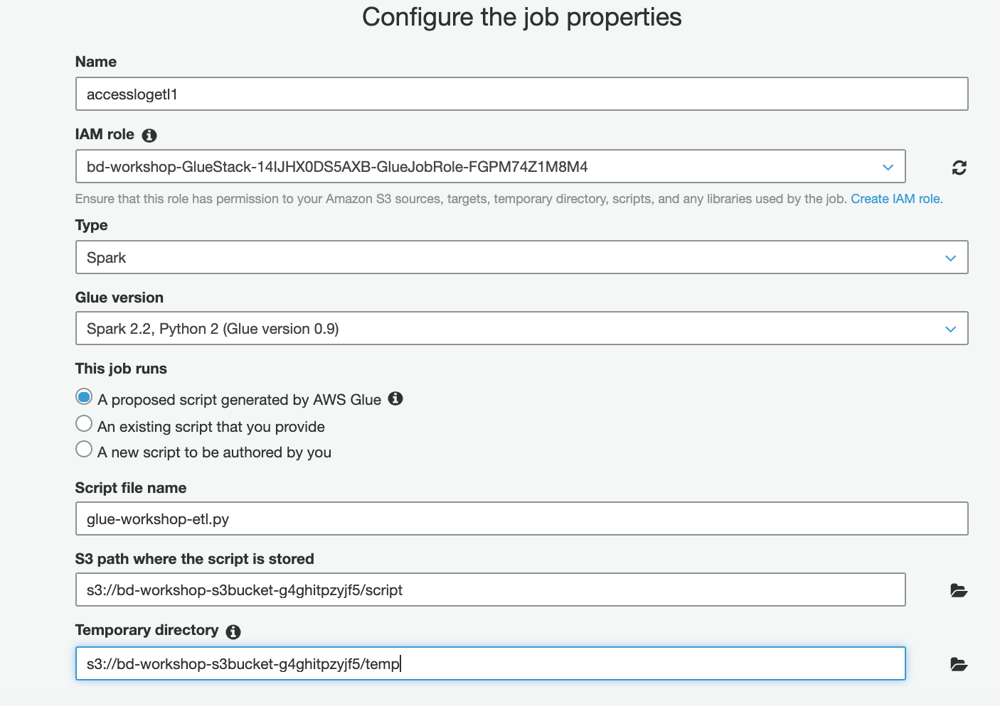 Configure the job properties
Name
accesslogetl1
IAM role
bd-workshop-GlueStack-14IJHX0DS5AXB-GlueJobRole-FGPM74Z1M8M4
Ensure that this role has permission to your Amazon S3 sources, targets, temporary directory, scripts, and any libraries used by the job. Create IAM role.
Type
Spark
Glue version
Spark 2.2, Python 2 (Glue version 0.9)
This job runs
A proposed script generated by AWS Glue
An existing script that you provide
A new script to be authored by you
Script file name
glue-workshop-etl.py
S3 path where the script is stored
s3://bd-workshop-s3bucket-g4ghitpzyjf5/script
Temporary directory
s3://bd-workshop-s3bucket-g4ghitpzyjf5/temp